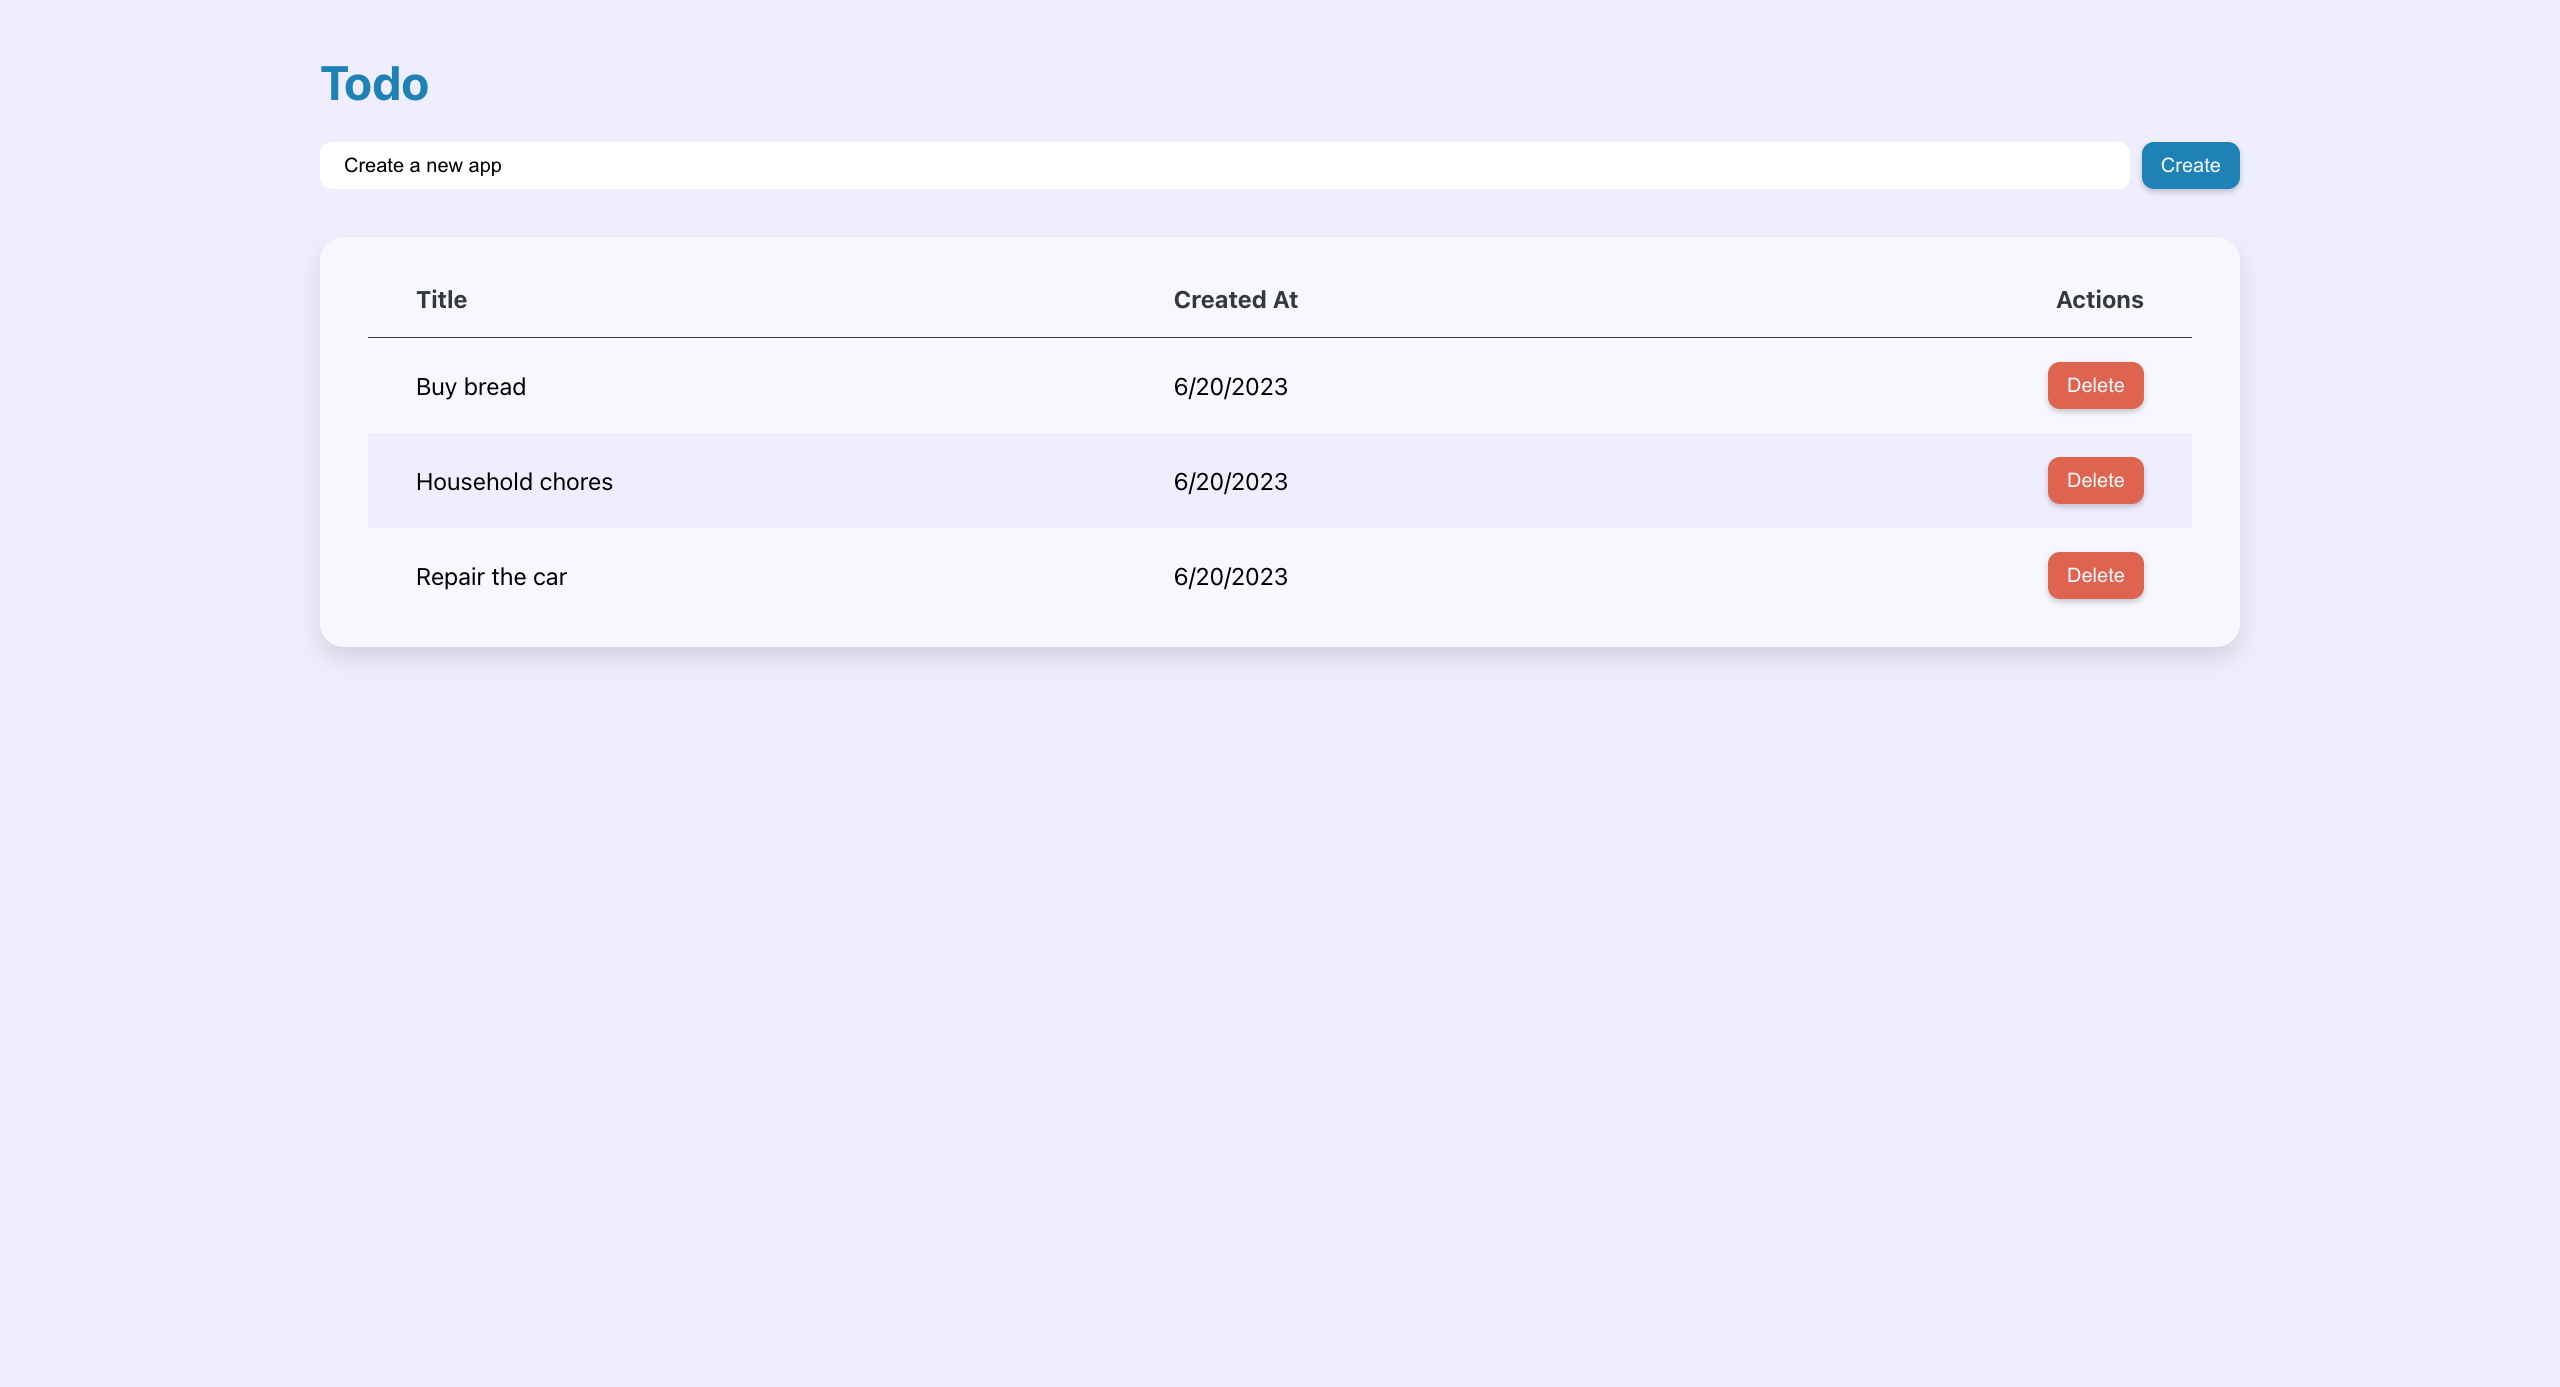 Todo
Create a new app Create
Title Created At Actions
Buy bread 6/20/2023 Delete
Household chores 6/20/2023 Delete
Repair the car 6/20/2023 Delete